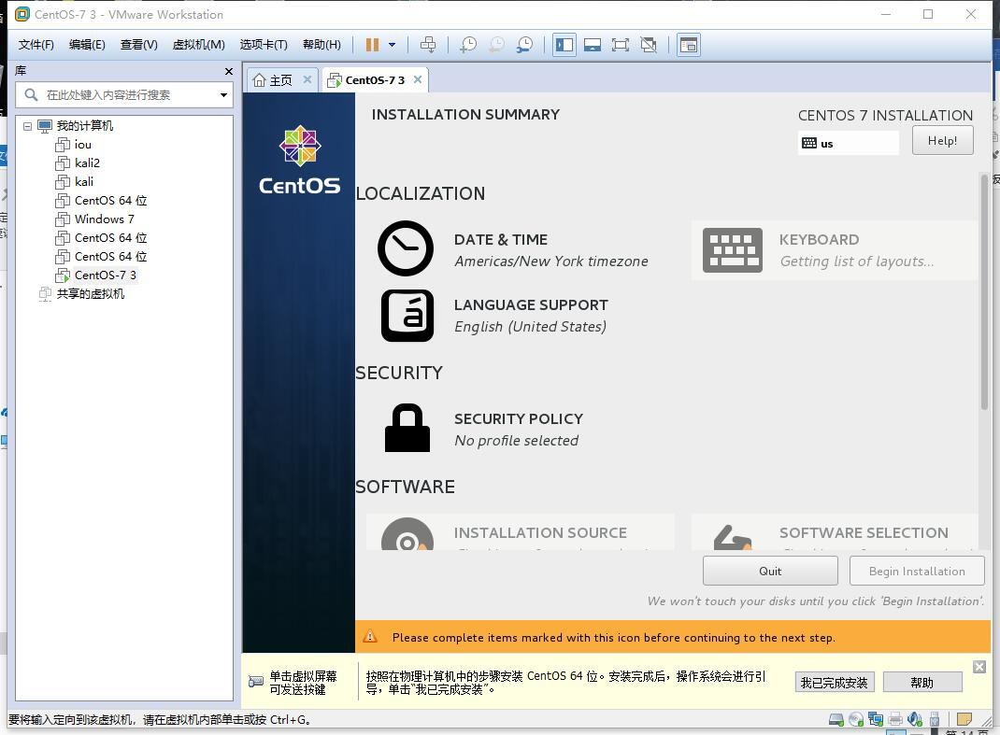 CentOS-7 3 - VMware Workstation
文件(F) 编辑(E) 查看(V) 虚拟机(M) 选项卡(T) 帮助(H)
库
在此处键入内容进行搜索
我的计算机
iou
kali2
kali
CentOS 64 位
Windows 7
CentOS 64 位
CentOS 64 位
CentOS-7 3
共享的虚拟机
主页
CentOS-7 3
CentOS
INSTALLATION SUMMARY
CENTOS 7 INSTALLATION
us
Help!
LOCALIZATION
DATE & TIME
Americas/New York timezone
KEYBOARD
Getting list of layouts...
LANGUAGE SUPPORT
English (United States)
SECURITY
SECURITY POLICY
No profile selected
SOFTWARE
INSTALLATION SOURCE
SOFTWARE SELECTION
Quit
Begin Installation
We won't touch your disks until you click 'Begin Installation'.
Please complete items marked with this icon before continuing to the next step.
单击虚拟屏幕
可发送按键
按照在物理计算机中的步骤安装 CentOS 64 位。安装完成后，操作系统会进行引
导，单击“我已完成安装”。
我已完成安装
帮助
要将输入定向到该虚拟机，请在虚拟机内部单击或按 Ctrl+G。